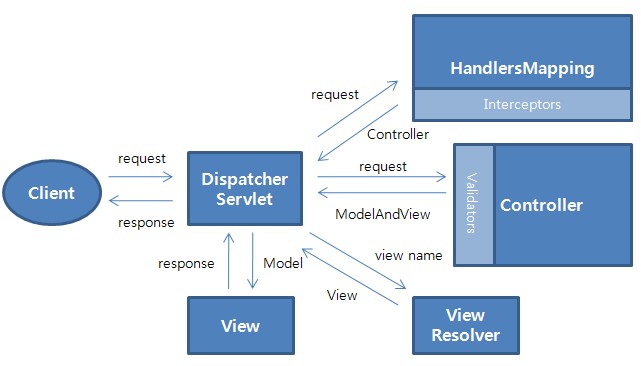 HandlersMapping
Interceptors
request
Controller
Client
request
response
Dispatcher
Servlet
request
ModelAndView
Validators
Controller
response
Model
view name
View
View
View
Resolver